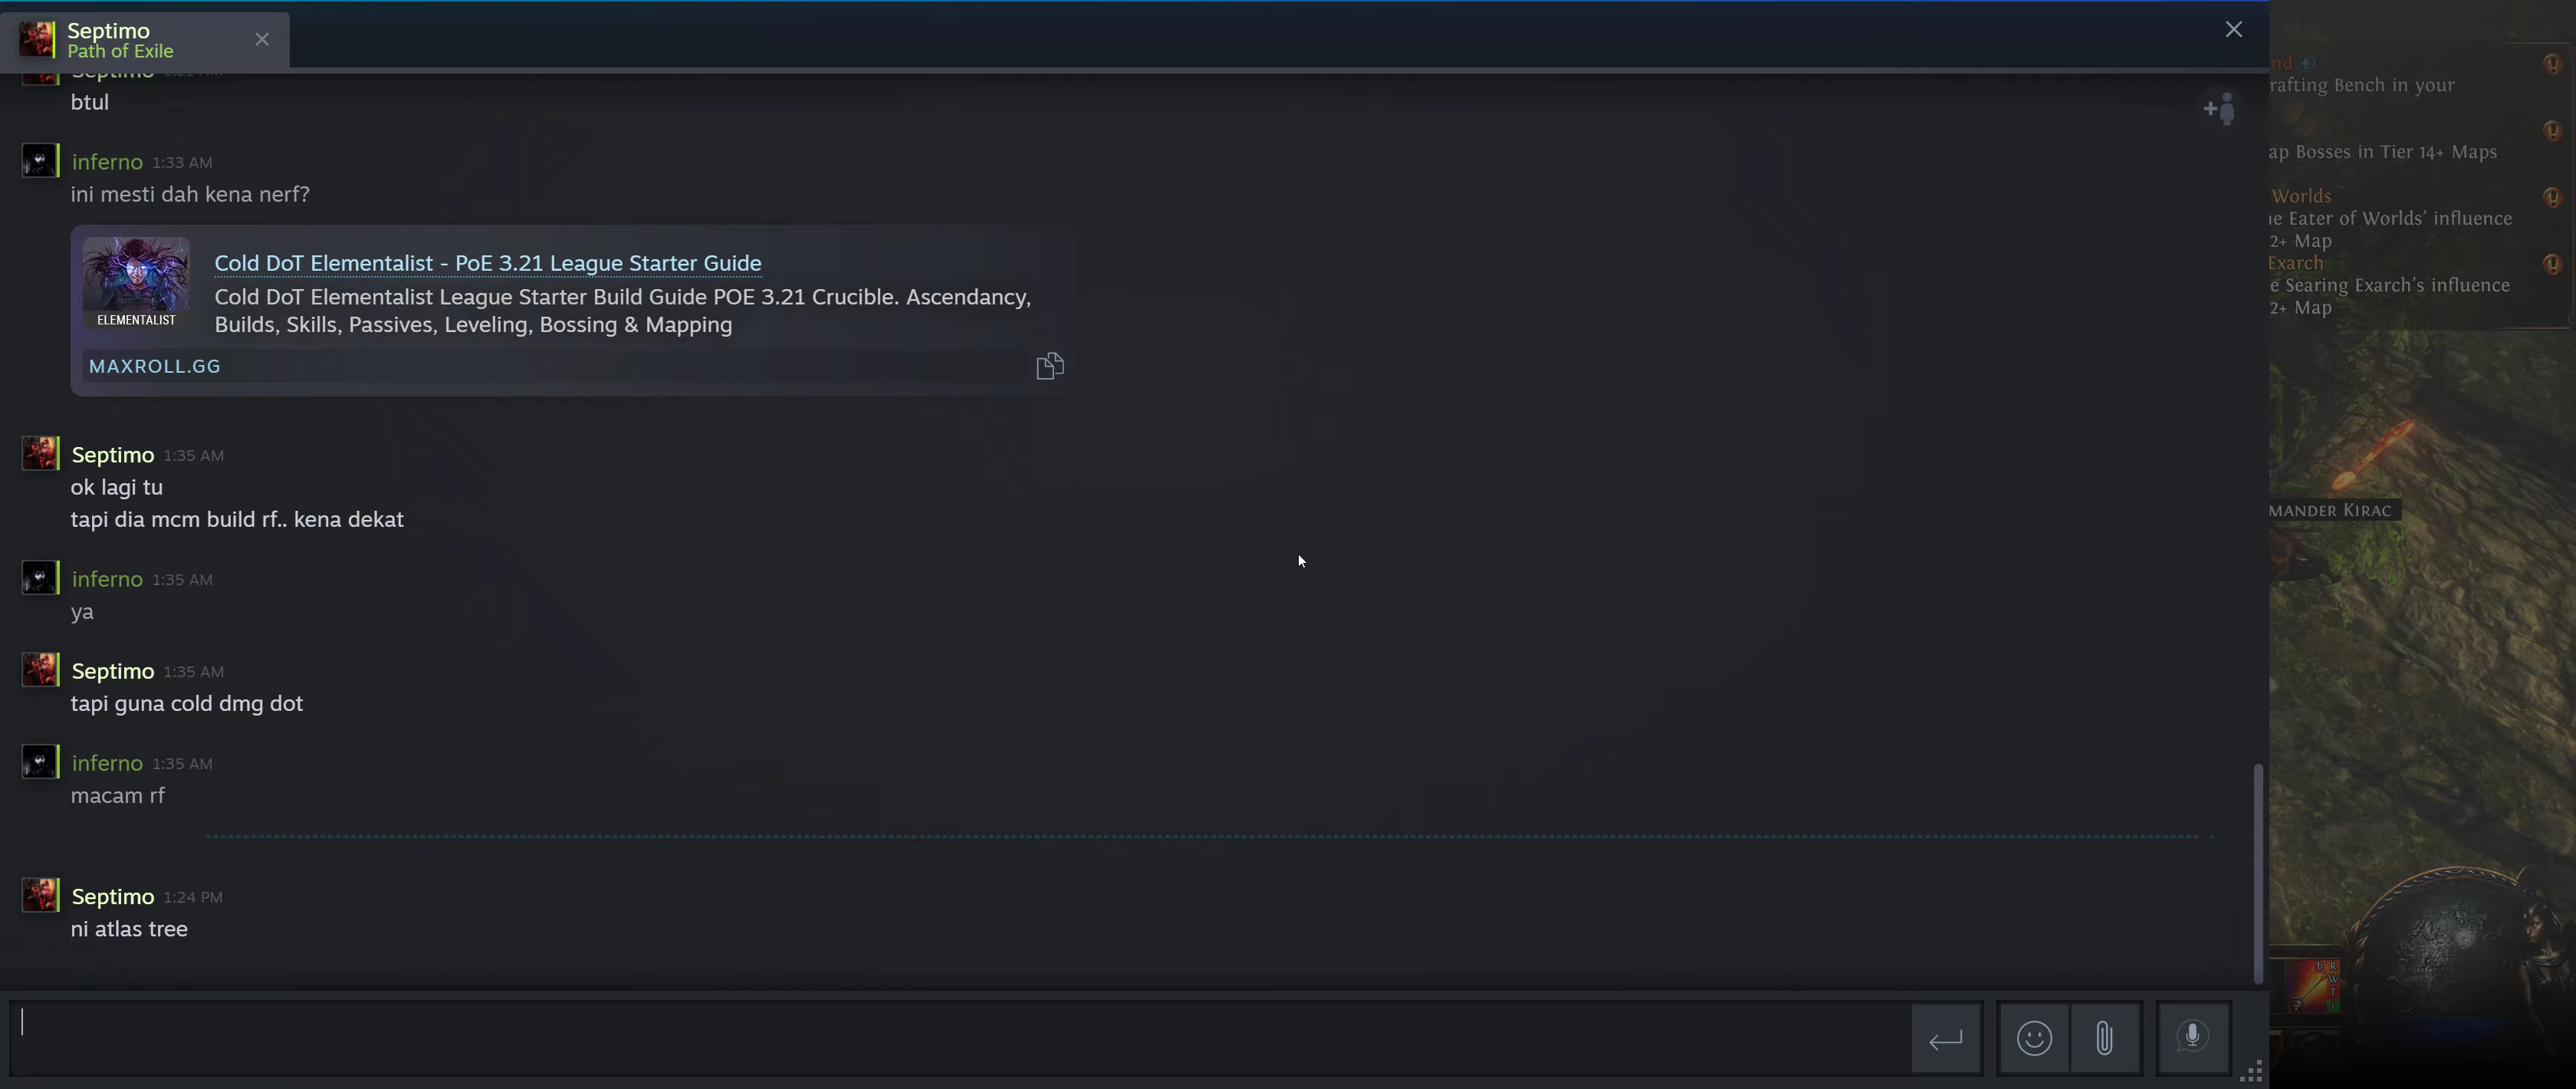 Septimo
Path of Exile
Septimo
btul
inferno 1:33 AM
ini mesti dah kena nerf?
Cold DoT Elementalist - PoE 3.21 League Starter Guide
Cold DoT Elementalist League Starter Build Guide POE 3.21 Crucible. Ascendancy,
Builds, Skills, Passives, Leveling, Bossing & Mapping
ELEMENTALIST
MAXROLL.GG
Septimo 1:35 AM
ok lagi tu
tapi dia mcm build rf.. kena dekat
inferno 1:35 AM
ya
Septimo 1:35 AM
tapi guna cold dmg dot
inferno 1:35 AM
macam rf
Septimo 1:24 PM
ni atlas tree
nd
rafting Bench in your
ap Bosses in Tier 14+ Maps
Worlds
he Eater of Worlds' influence
2+ Map
Exarch
e Searing Exarch's influence
2+ Map
MANDER KIRAC
R
W
T